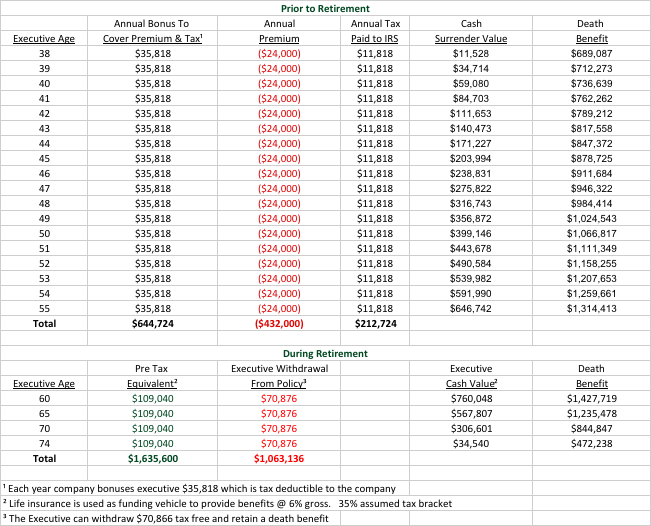 Prior to Retirement
Annual Bonus To Annual Annual Tax Cash Death
Executive Age Cover Premium & Tax¹ Premium Paid to IRS Surrender Value Benefit
38 $35,818 ($24,000) $11,818 $11,528 $689,087
39 $35,818 ($24,000) $11,818 $34,714 $712,273
40 $35,818 ($24,000) $11,818 $59,080 $736,639
41 $35,818 ($24,000) $11,818 $84,703 $762,262
42 $35,818 ($24,000) $11,818 $111,653 $789,212
43 $35,818 ($24,000) $11,818 $140,473 $817,558
44 $35,818 ($24,000) $11,818 $171,227 $847,372
45 $35,818 ($24,000) $11,818 $203,994 $878,725
46 $35,818 ($24,000) $11,818 $238,831 $911,684
47 $35,818 ($24,000) $11,818 $275,822 $946,322
48 $35,818 ($24,000) $11,818 $316,743 $984,414
49 $35,818 ($24,000) $11,818 $356,872 $1,024,543
50 $35,818 ($24,000) $11,818 $399,146 $1,066,817
51 $35,818 ($24,000) $11,818 $443,678 $1,111,349
52 $35,818 ($24,000) $11,818 $490,584 $1,158,255
53 $35,818 ($24,000) $11,818 $539,982 $1,207,653
54 $35,818 ($24,000) $11,818 $591,990 $1,259,661
55 $35,818 ($24,000) $11,818 $646,742 $1,314,413
Total $644,724 ($432,000) $212,724
During Retirement
Pre Tax Executive Withdrawal Executive Death
Executive Age Equivalent² From Policy³ Cash Value² Benefit
60 $109,040 $70,876 $760,048 $1,427,719
65 $109,040 $70,876 $567,807 $1,235,478
70 $109,040 $70,876 $306,601 $844,847
74 $109,040 $70,876 $34,540 $472,238
Total $1,635,600 $1,063,136
¹ Each year company bonuses executive $35,818 which is tax deductible to the company
² Life insurance is used as funding vehicle to provide benefits @ 6% gross. 35% assumed tax bracket
³ The Executive can withdraw $70,866 tax free and retain a death benefit